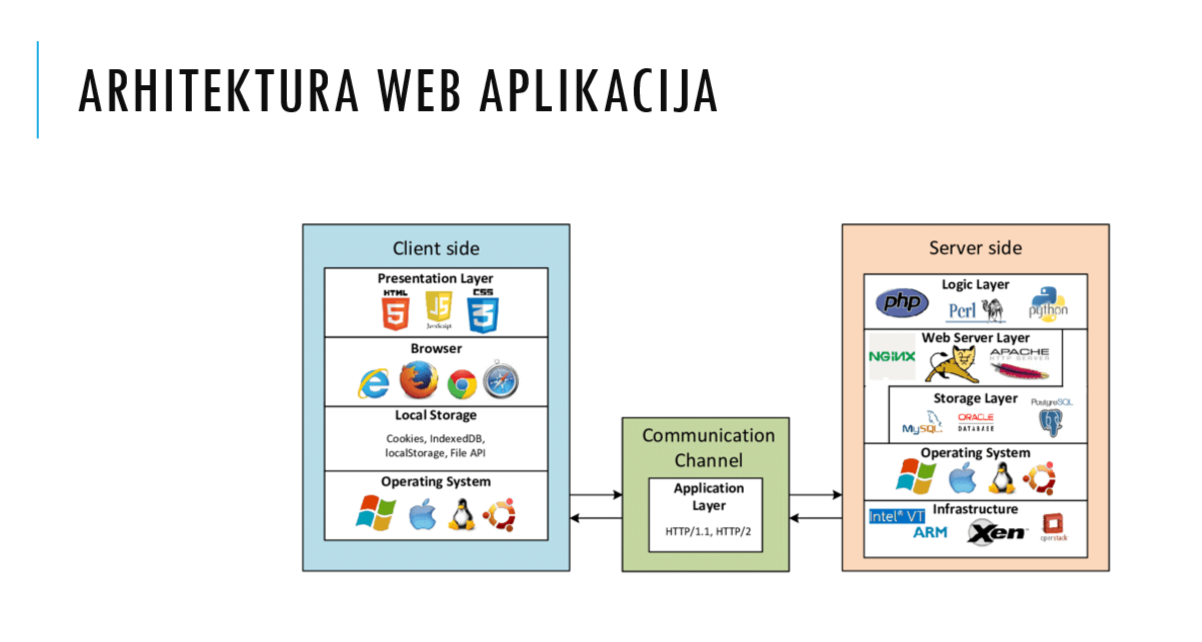 ARHITEKTURA WEB APLIKACIJA
Client side
Presentation Layer
HTML
5
JS
JavaScript
CSS
3
Browser
Local Storage
Cookies, IndexedDB,
localStorage, File API
Operating System
Communication
Channel
Application
Layer
HTTP/1.1, HTTP/2
Server side
Logic Layer
php
Perl
python
Web Server Layer
NGiNX
APACHE
HTTP SERVER
Storage Layer
MySQL
ORACLE
DATABASE
PostgreSQL
Operating System
Infrastructure
Intel® VT
ARM
Xen
openstack